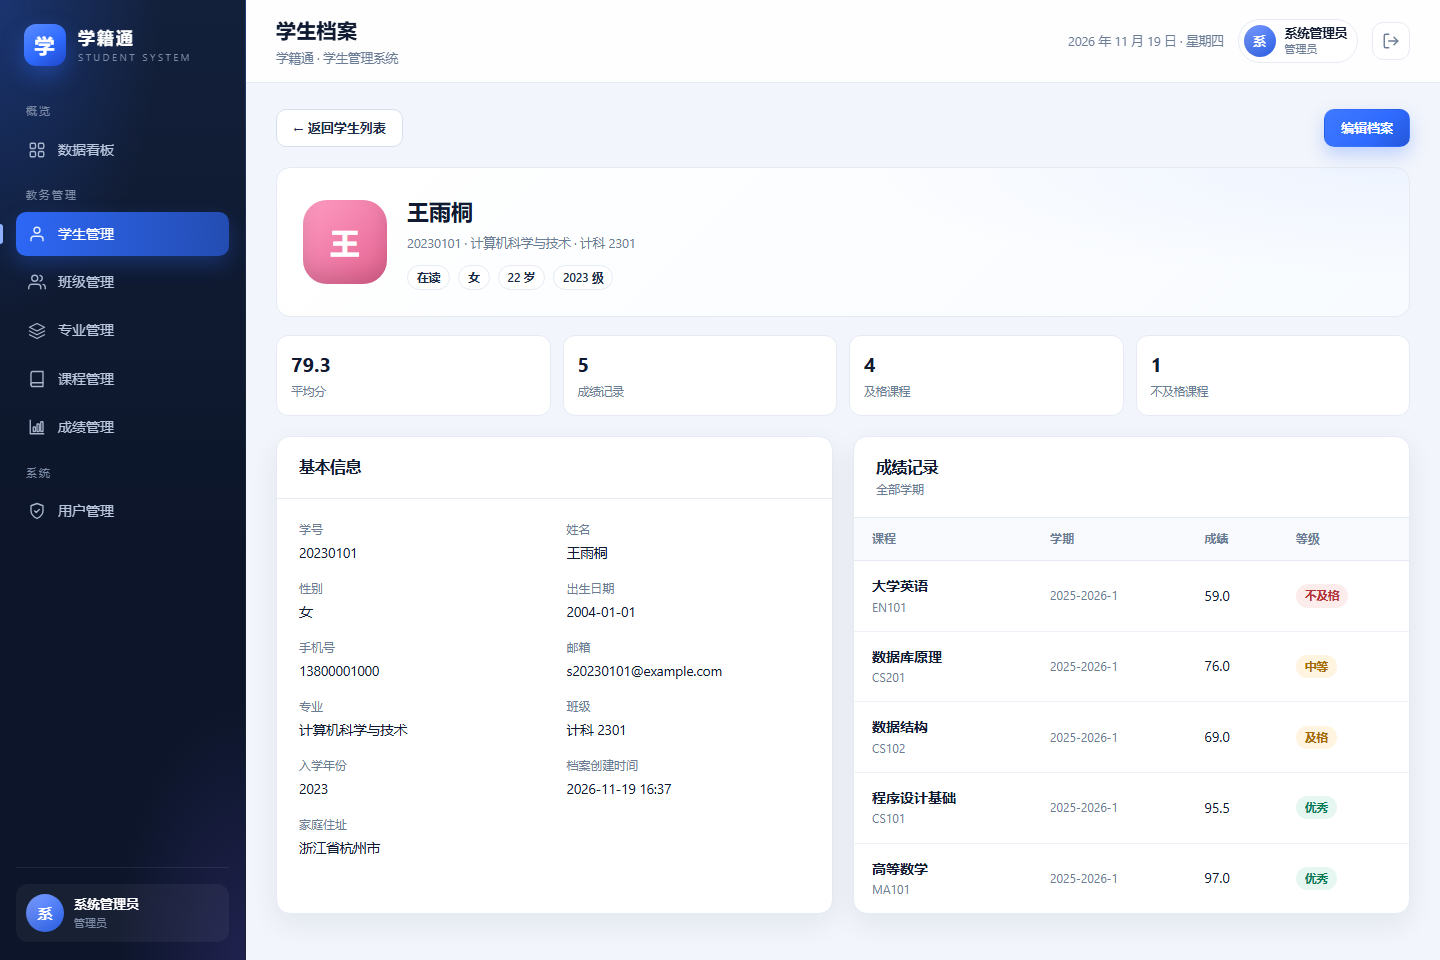 学
学籍通
STUDENT SYSTEM
概览
数据看板
教务管理
学生管理
班级管理
专业管理
课程管理
成绩管理
系统
用户管理
系
系统管理员
管理员
学生档案
学籍通 · 学生管理系统
2026 年 11 月 19 日 · 星期四
系
系统管理员
管理员
← 返回学生列表
编辑档案
王
王雨桐
20230101 · 计算机科学与技术 · 计科 2301
在读 女 22 岁 2023 级
79.3
平均分
5
成绩记录
4
及格课程
1
不及格课程
基本信息
学号 姓名
20230101 王雨桐
性别 出生日期
女 2004-01-01
手机号 邮箱
13800001000 s20230101@example.com
专业 班级
计算机科学与技术 计科 2301
入学年份 档案创建时间
2023 2026-11-19 16:37
家庭住址
浙江省杭州市
成绩记录
全部学期
课程 学期 成绩 等级
大学英语
EN101
2025-2026-1 59.0 不及格
数据库原理
CS201
2025-2026-1 76.0 中等
数据结构
CS102
2025-2026-1 69.0 及格
程序设计基础
CS101
2025-2026-1 95.5 优秀
高等数学
MA101
2025-2026-1 97.0 优秀